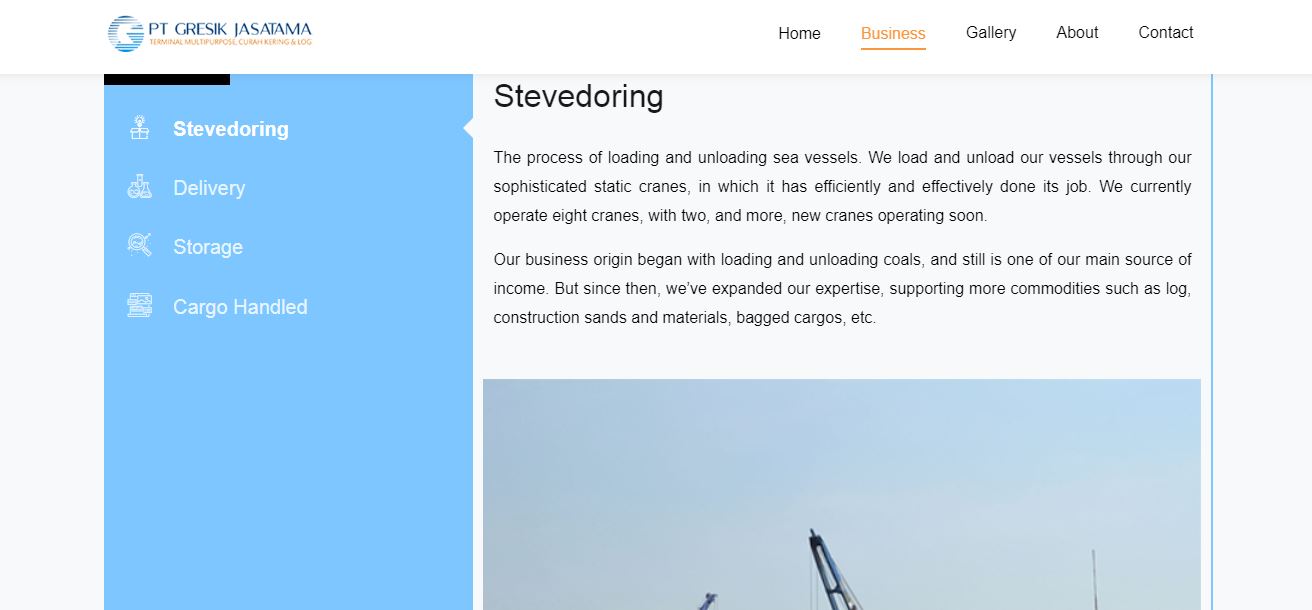 PT GRESIK JASATAMA
TERMINAL MULTIPURPOSE, CURAH KERING & LOG
Home
Business
Gallery
About
Contact
Stevedoring
Delivery
Storage
Cargo Handled
Stevedoring
The process of loading and unloading sea vessels. We load and unload our vessels through our
sophisticated static cranes, in which it has efficiently and effectively done its job. We currently
operate eight cranes, with two, and more, new cranes operating soon.
Our business origin began with loading and unloading coals, and still is one of our main source of
income. But since then, we’ve expanded our expertise, supporting more commodities such as log,
construction sands and materials, bagged cargos, etc.